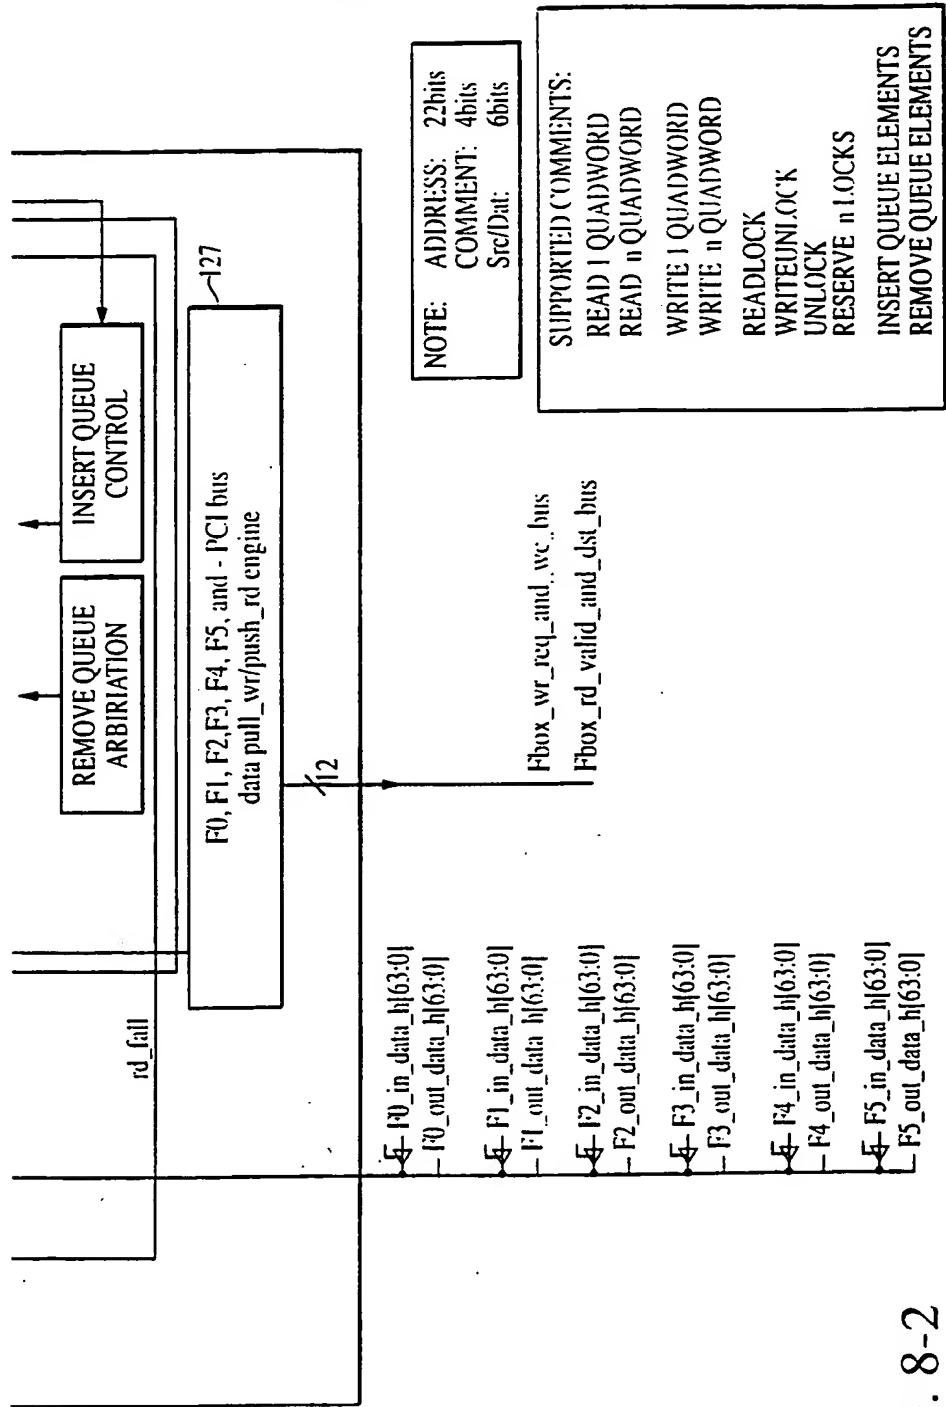 INSERT QUEUE
CONTROL
REMOVE QUEUE
ARBIRIATION
rd_fail
127
F0, F1, F2,F3, F4, F5, and - PCI bus
data pull_wr/push_rd engine
12
Fbox_wr_req_and_wc_bus
Fbox_rd_valid_and_dst_bus
F0_in_data_h[63:0]
F0_out_data_h[63:0]
F1_in_data_h[63:0]
F1_out_data h[63:0]
F2_in_data_h[63:0]
F2_out_data_h[63:0]
F3_in_data_h[63:0]
F3_out_data_h[63:0]
F4_in_data_h[63:0]
F4_out_data_h[63:0]
F5_in_data_h[63:0]
F5_out_data_h[63:0]
NOTE: ADDRESS: 22bits
COMMENT: 4bits
Src/Dat: 6bits
SUPPORTED COMMENTS:
READ 1 QUADWORD
READ n QUADWORD
WRITE 1 QUADWORD
WRITE n QUADWORD
READLOCK
WRITEUNLOCK
UNLOCK
RESERVE n LOCKS
INSERT QUEUE ELEMENTS
REMOVE QUEUE ELEMENTS
. 8-2